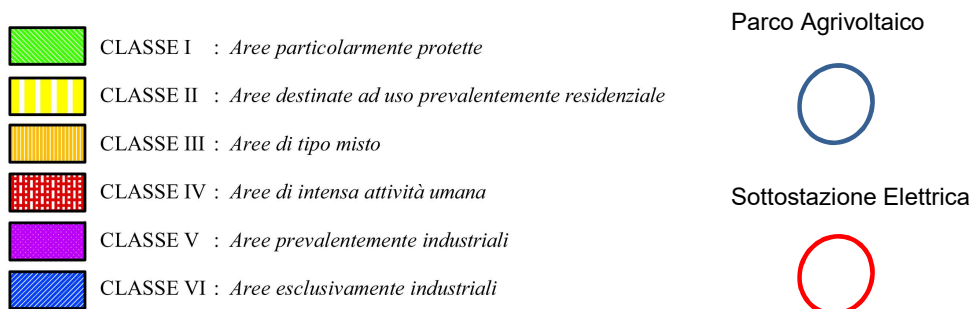 CLASSE I : Aree particolarmente protette
CLASSE II : Aree destinate ad uso prevalentemente residenziale
CLASSE III : Aree di tipo misto
CLASSE IV : Aree di intensa attività umana
CLASSE V : Aree prevalentemente industriali
CLASSE VI : Aree esclusivamente industriali
Parco Agrivoltaico
Sottostazione Elettrica